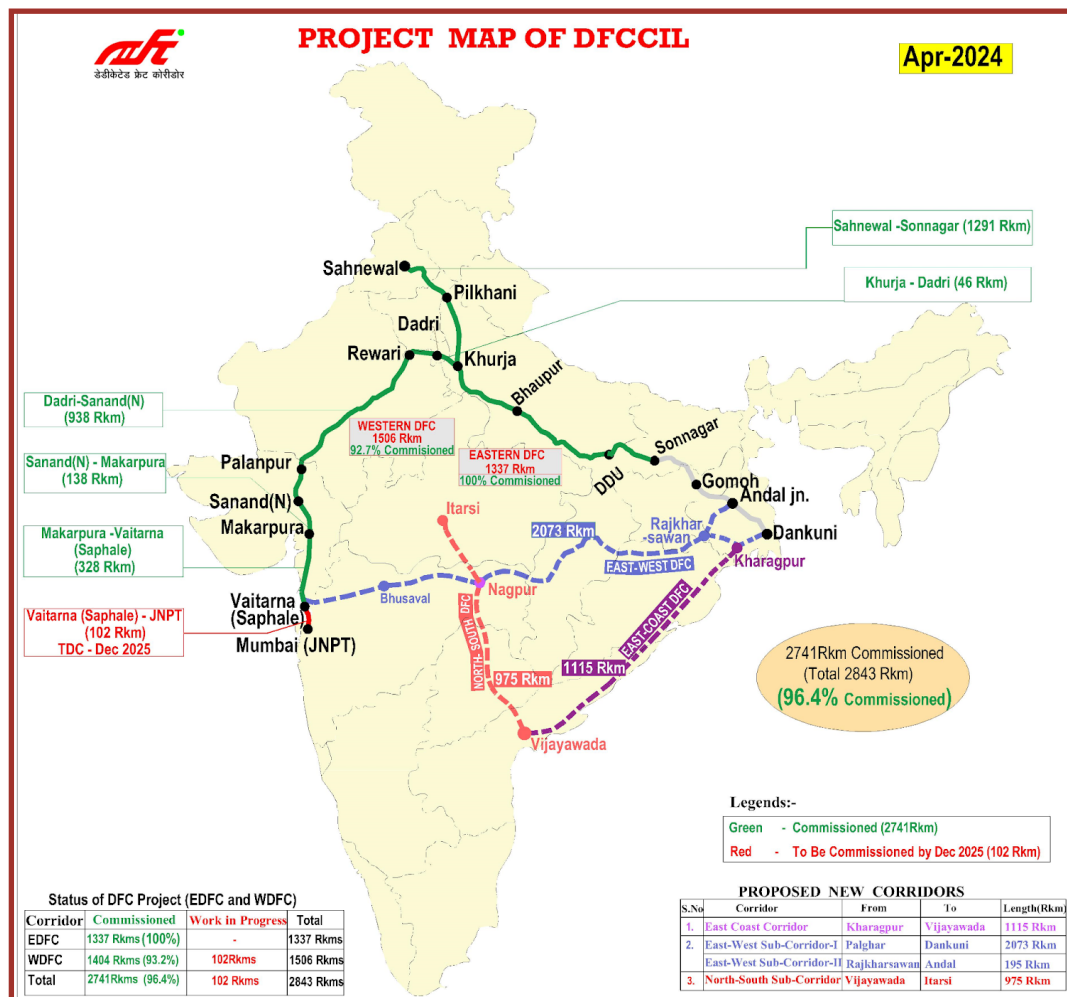 PROJECT MAP OF DFCCIL
डेडीकेटेड फ्रेट कोरीडोर
Apr-2024
Sahnewal -Sonnagar (1291 Rkm)
Sahnewal
Khurja - Dadri (46 Rkm)
Pilkhani
Dadri
Rewari
Khurja
Bhaupur
Dadri-Sanand(N)
(938 Rkm)
WESTERN DFC
1506 Rkm
92.7% Commisioned
EASTERN DFC
1337 Rkm
100% Commisioned
Sonnagar
DDU
Sanand(N) - Makarpura
(138 Rkm)
Palanpur
Gomoh
Andal jn.
Sanand(N)
Itarsi
Makarpura
2073 Rkm
Rajkhar
-sawan
Dankuni
Makarpura -Vaitarna
(Saphale)
(328 Rkm)
EAST-WEST DFC
Kharagpur
Nagpur
Bhusaval
Vaitarna
(Saphale)
Vaitarna (Saphale) - JNPT
(102 Rkm)
TDC - Dec 2025
Mumbai (JNPT)
NORTH- SOUTH DFC
EAST-COAST DFC
1115 Rkm
975 Rkm
2741Rkm Commissioned
(Total 2843 Rkm)
(96.4% Commissioned)
Vijayawada
Legends:-
Green - Commissioned (2741Rkm)
Red - To Be Commissioned by Dec 2025 (102 Rkm)
Status of DFC Project (EDFC and WDFC)
Corridor Commissioned Work in Progress Total
EDFC 1337 Rkms (100%) - 1337 Rkms
WDFC 1404 Rkms (93.2%) 102Rkms 1506 Rkms
Total 2741Rkms (96.4%) 102 Rkms 2843 Rkms
PROPOSED NEW CORRIDORS
S.No Corridor From To Length(Rkm)
1. East Coast Corridor Kharagpur Vijayawada 1115 Rkm
2. East-West Sub-Corridor-I Palghar Dankuni 2073 Rkm
East-West Sub-Corridor-II Rajkharsawan Andal 195 Rkm
3. North-South Sub-Corridor Vijayawada Itarsi 975 Rkm